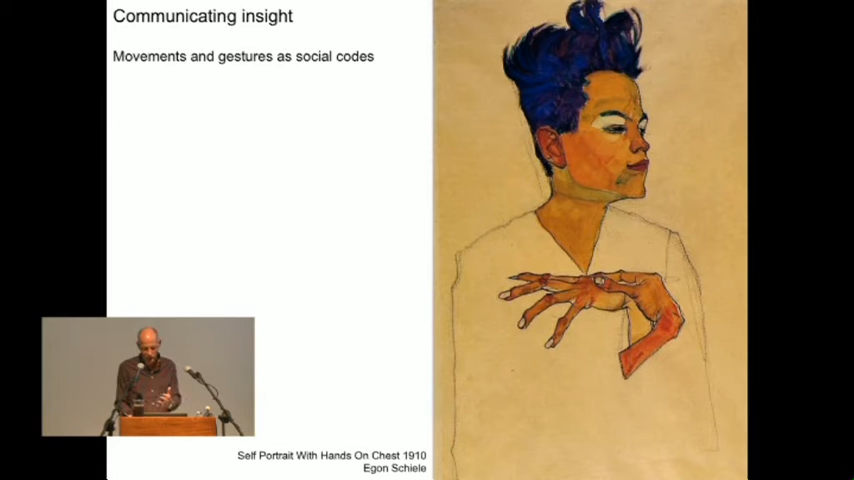 Communicating insight
Movements and gestures as social codes
Self Portrait With Hands On Chest 1910
Egon Schiele